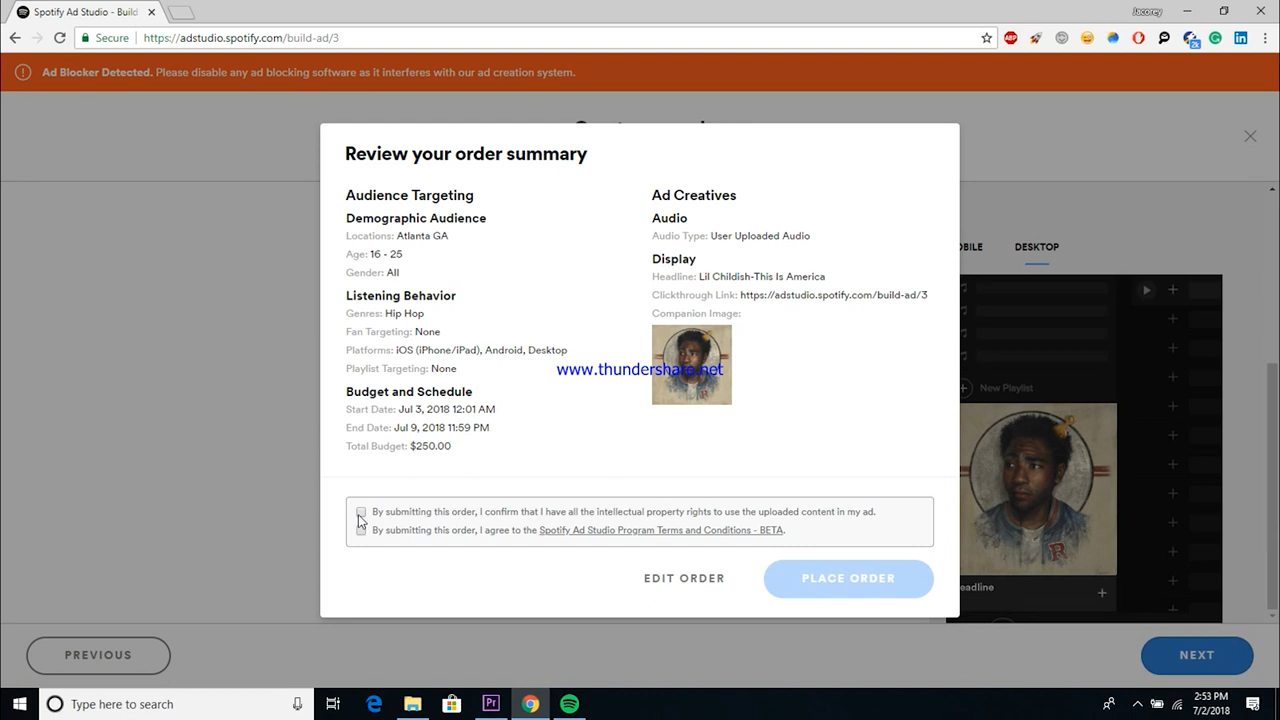 Spotify Ad Studio - Build
Jacorey
Secure
https://adstudio.spotify.com/build-ad/3
ABP
2k
Ad Blocker Detected. Please disable any ad blocking software as it interferes with our ad creation system.
Review your order summary
Audience Targeting
Demographic Audience
Locations: Atlanta GA
Age: 16 - 25
Gender: All
Listening Behavior
Genres: Hip Hop
Fan Targeting: None
Platforms: iOS (iPhone/iPad), Android, Desktop
Playlist Targeting: None
Budget and Schedule
Start Date: Jul 3, 2018 12:01 AM
End Date: Jul 9, 2018 11:59 PM
Total Budget: $250.00
Ad Creatives
Audio
Audio Type: User Uploaded Audio
Display
Headline: Lil Childish-This Is America
Clickthrough Link: https://adstudio.spotify.com/build-ad/3
Companion Image:
www.thundershare.net
By submitting this order, I confirm that I have all the intellectual property rights to use the uploaded content in my ad.
By submitting this order, I agree to the Spotify Ad Studio Program Terms and Conditions - BETA.
EDIT ORDER
PLACE ORDER
DESKTOP
New Playlist
R
PREVIOUS
NEXT
Type here to search
Pr
2:53 PM
7/2/2018